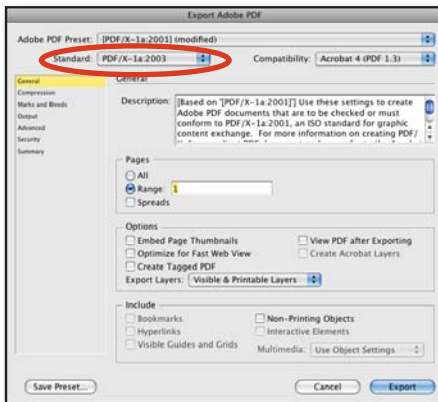 Export Adobe PDF
Adobe PDF Preset: [PDF/X-1a:2001] (modified)
Standard: PDF/X-1a:2003 Compatibility: Acrobat 4 (PDF 1.3)
General
Compression
Marks and Bleeds
Output
Advanced
Security
Summary
General
Description: [Based on '[PDF/X-1a:2001]'] Use these settings to create
Adobe PDF documents that are to be checked or must
conform to PDF/X-1a:2001, an ISO standard for graphic
content exchange. For more information on creating PDF/
Pages
All
Range: 1
Spreads
Options
Embed Page Thumbnails View PDF after Exporting
Optimize for Fast Web View Create Acrobat Layers
Create Tagged PDF
Export Layers: Visible & Printable Layers
Include
Bookmarks Non-Printing Objects
Hyperlinks Interactive Elements
Visible Guides and Grids Multimedia: Use Object Settings
Save Preset... Cancel Export